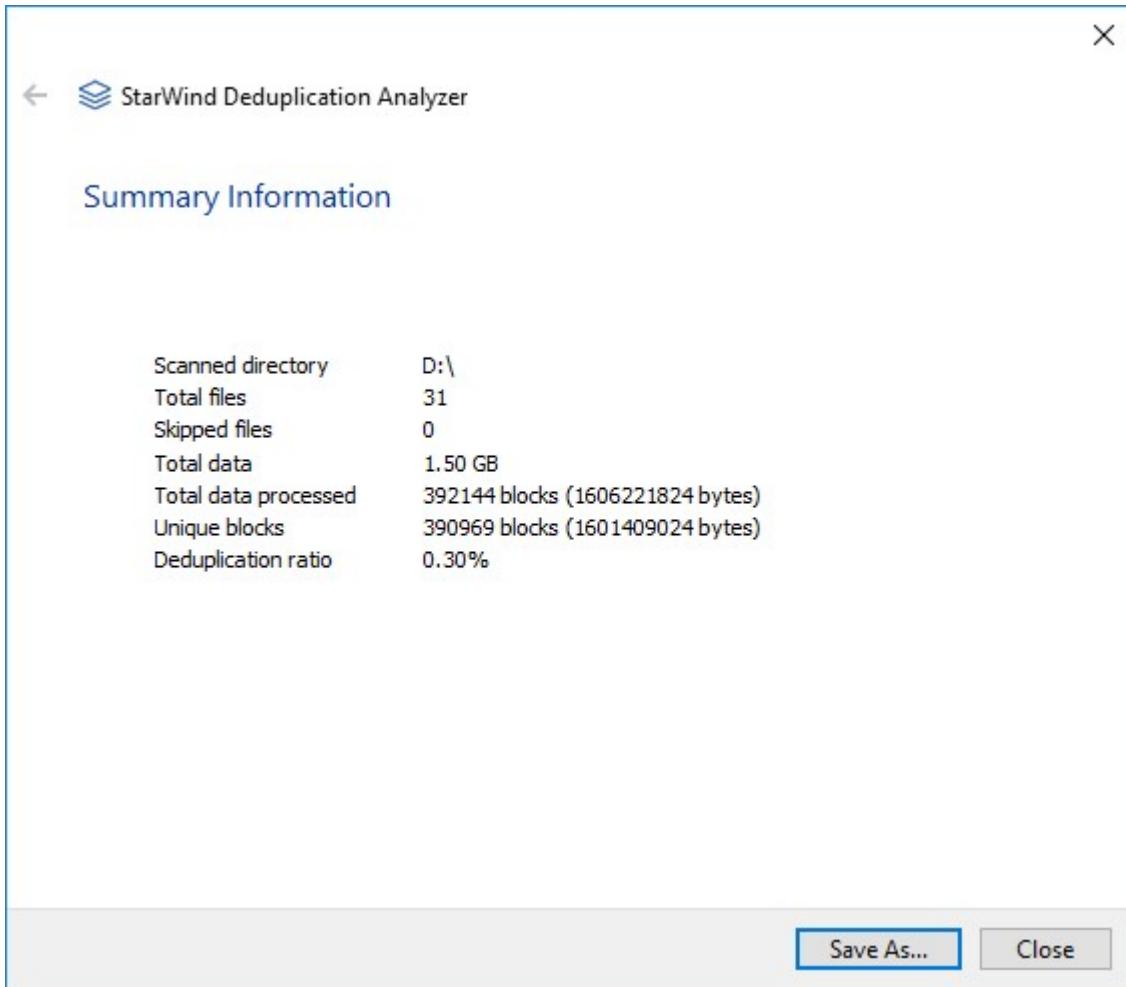 StarWind Deduplication Analyzer
Summary Information
Scanned directory D:\
Total files 31
Skipped files 0
Total data 1.50 GB
Total data processed 392144 blocks (1606221824 bytes)
Unique blocks 390969 blocks (1601409024 bytes)
Deduplication ratio 0.30%
Save As... Close